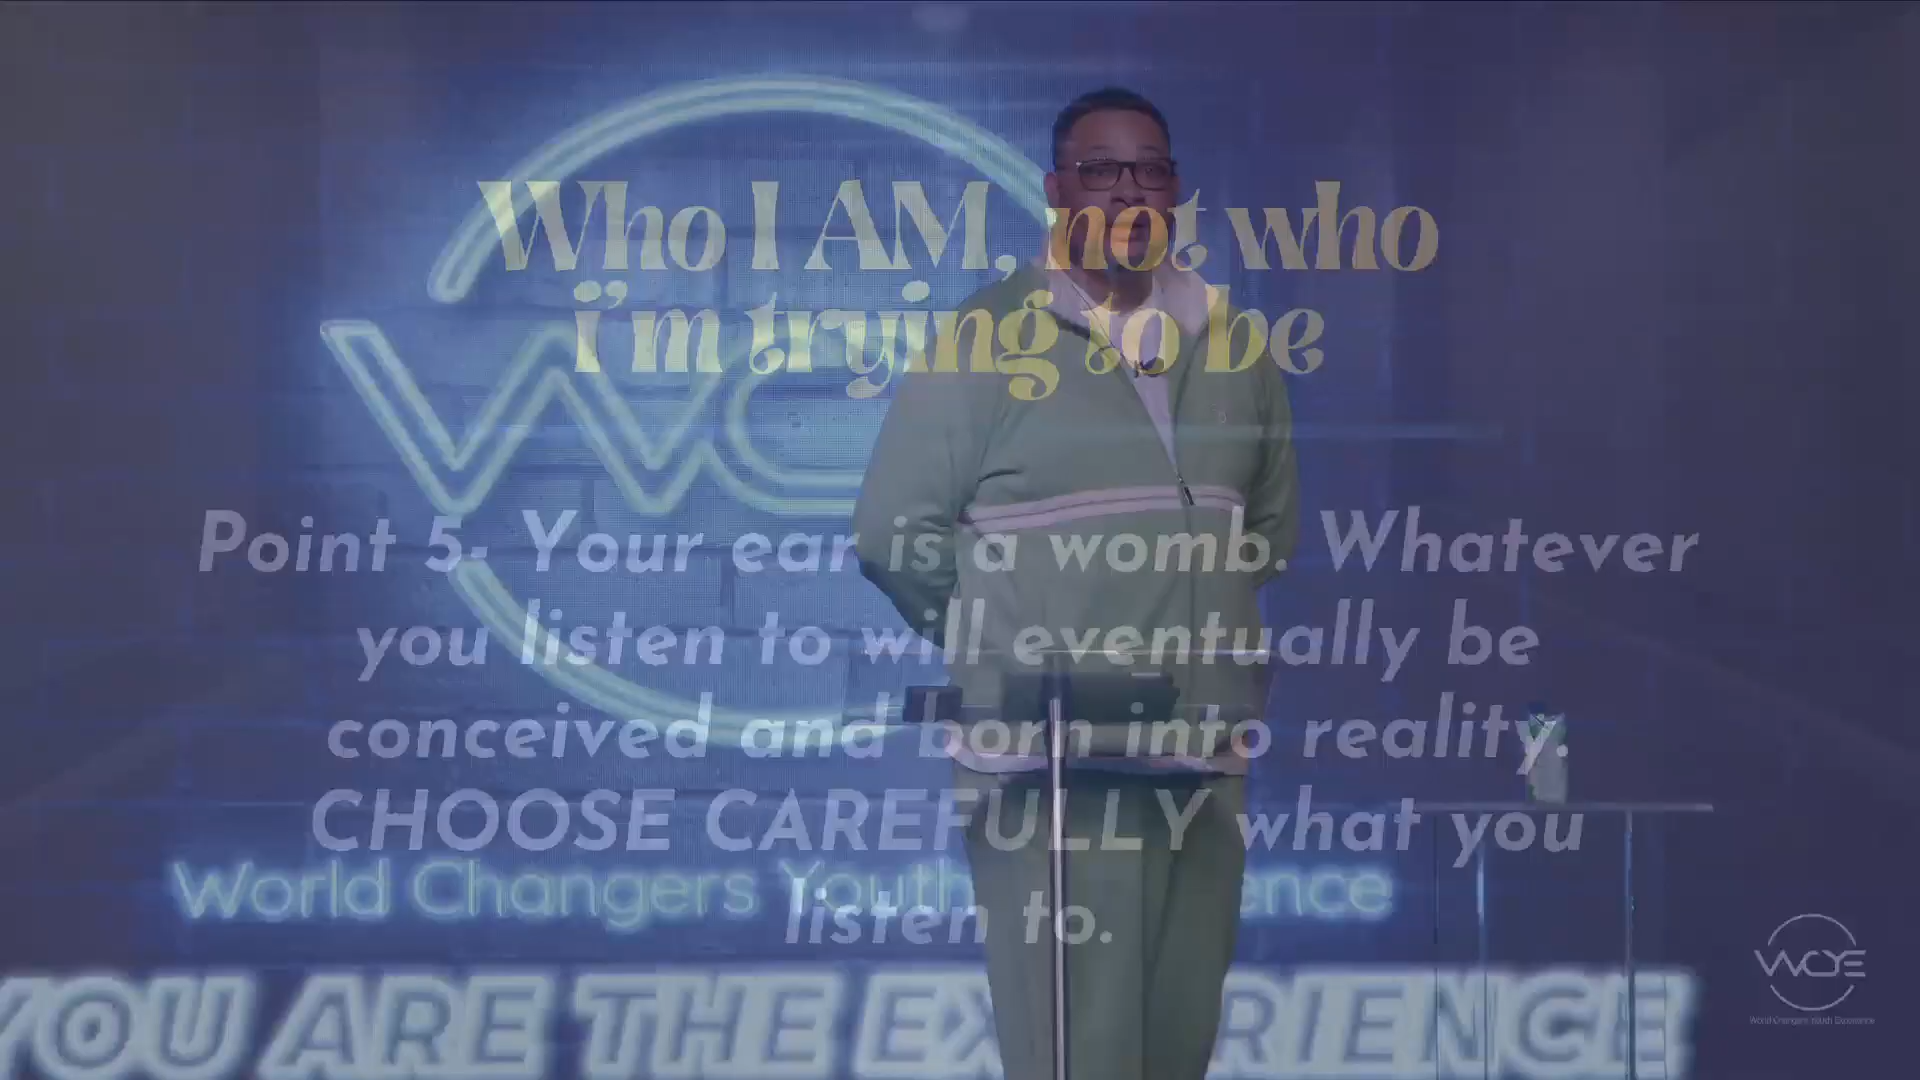 Who I AM, not who
i'm trying to be
WC
Point 5: Your ear is a womb. Whatever
you listen to will eventually be
conceived and born into reality.
CHOOSE CAREFULLY what you
listen to.
World Changers Youth ence
YOU ARE THE EX RIENCE
WCYE
World Changers Youth Experience